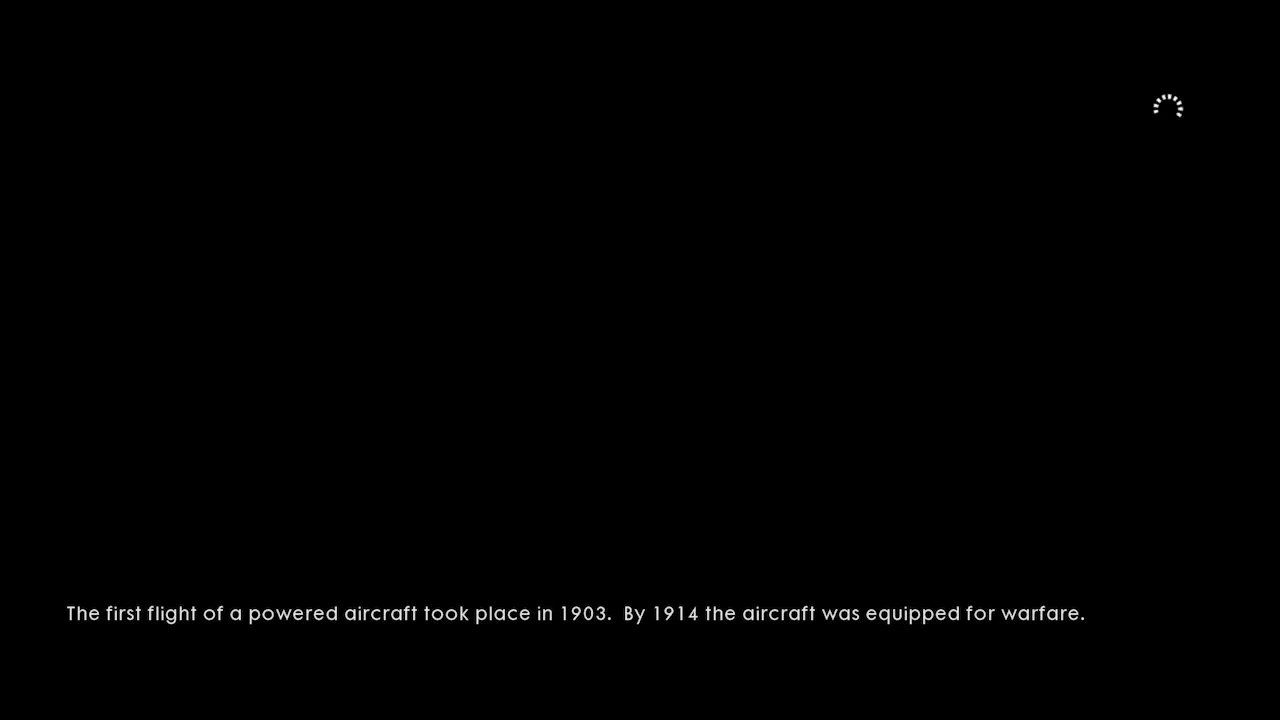 The first flight of a powered aircraft took place in 1903.  By 1914 the aircraft was equipped for warfare.